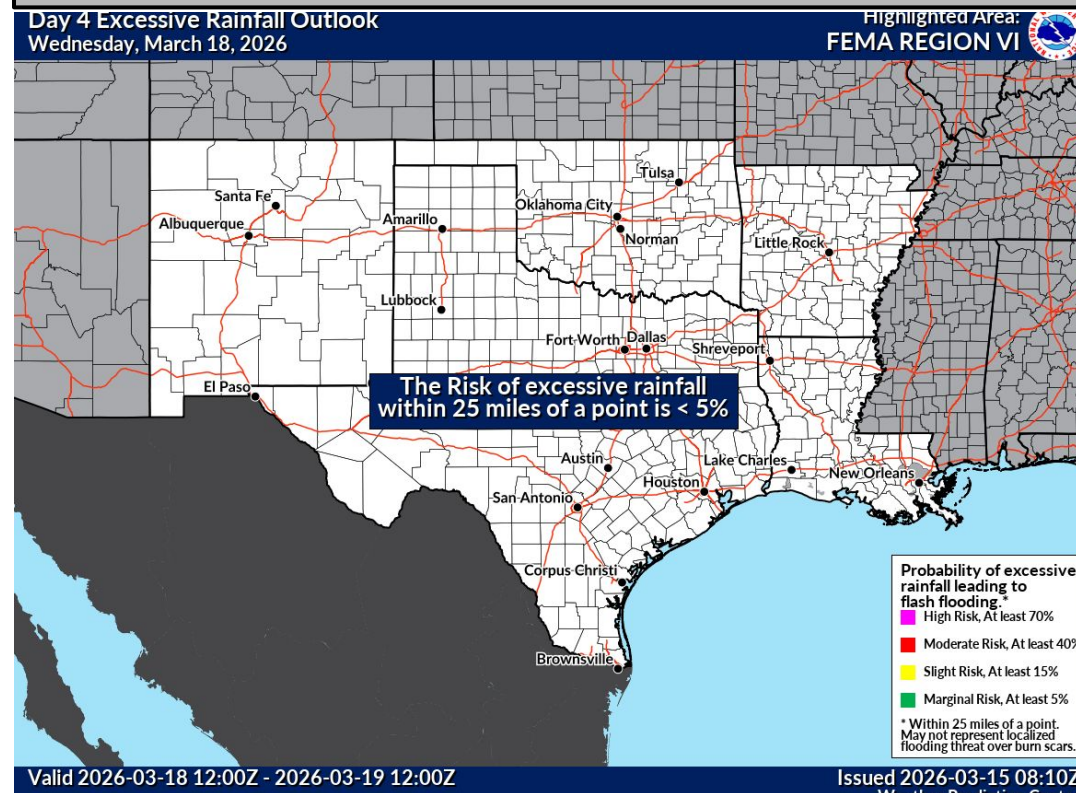 Day 4 Excessive Rainfall Outlook
Wednesday, March 18, 2026
Highlighted Area:
FEMA REGION VI
Santa Fe
Albuquerque
Amarillo
Tulsa
Oklahoma City
Norman
Little Rock
Lubbock
Fort Worth
Dallas
Shreveport
El Paso
The Risk of excessive rainfall
within 25 miles of a point is < 5%
Austin
Lake Charles
Houston
New Orleans
San Antonio
Corpus Christi
Brownsville
Probability of excessive
rainfall leading to
flash flooding.*
High Risk, At least 70%
Moderate Risk, At least 40%
Slight Risk, At least 15%
Marginal Risk, At least 5%
* Within 25 miles of a point.
May not represent localized
flooding threat over burn scars.
Valid 2026-03-18 12:00Z - 2026-03-19 12:00Z
Issued 2026-03-15 08:10Z
Weather Prediction Center